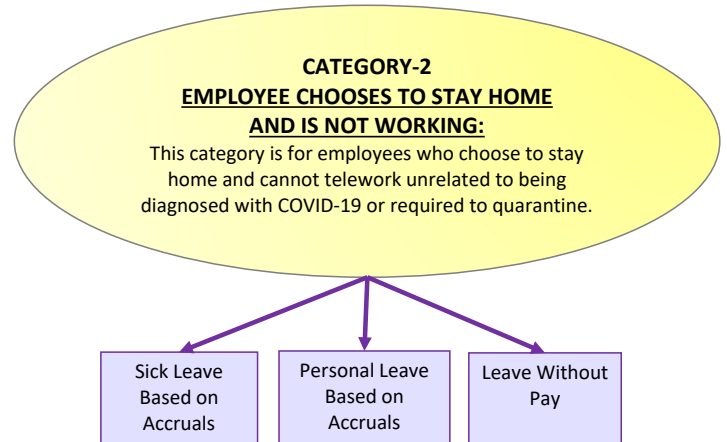 CATEGORY-2
EMPLOYEE CHOOSES TO STAY HOME
AND IS NOT WORKING:
This category is for employees who choose to stay
home and cannot telework unrelated to being
diagnosed with COVID-19 or required to quarantine.
Sick Leave
Based on
Accruals
Personal Leave
Based on
Accruals
Leave Without
Pay